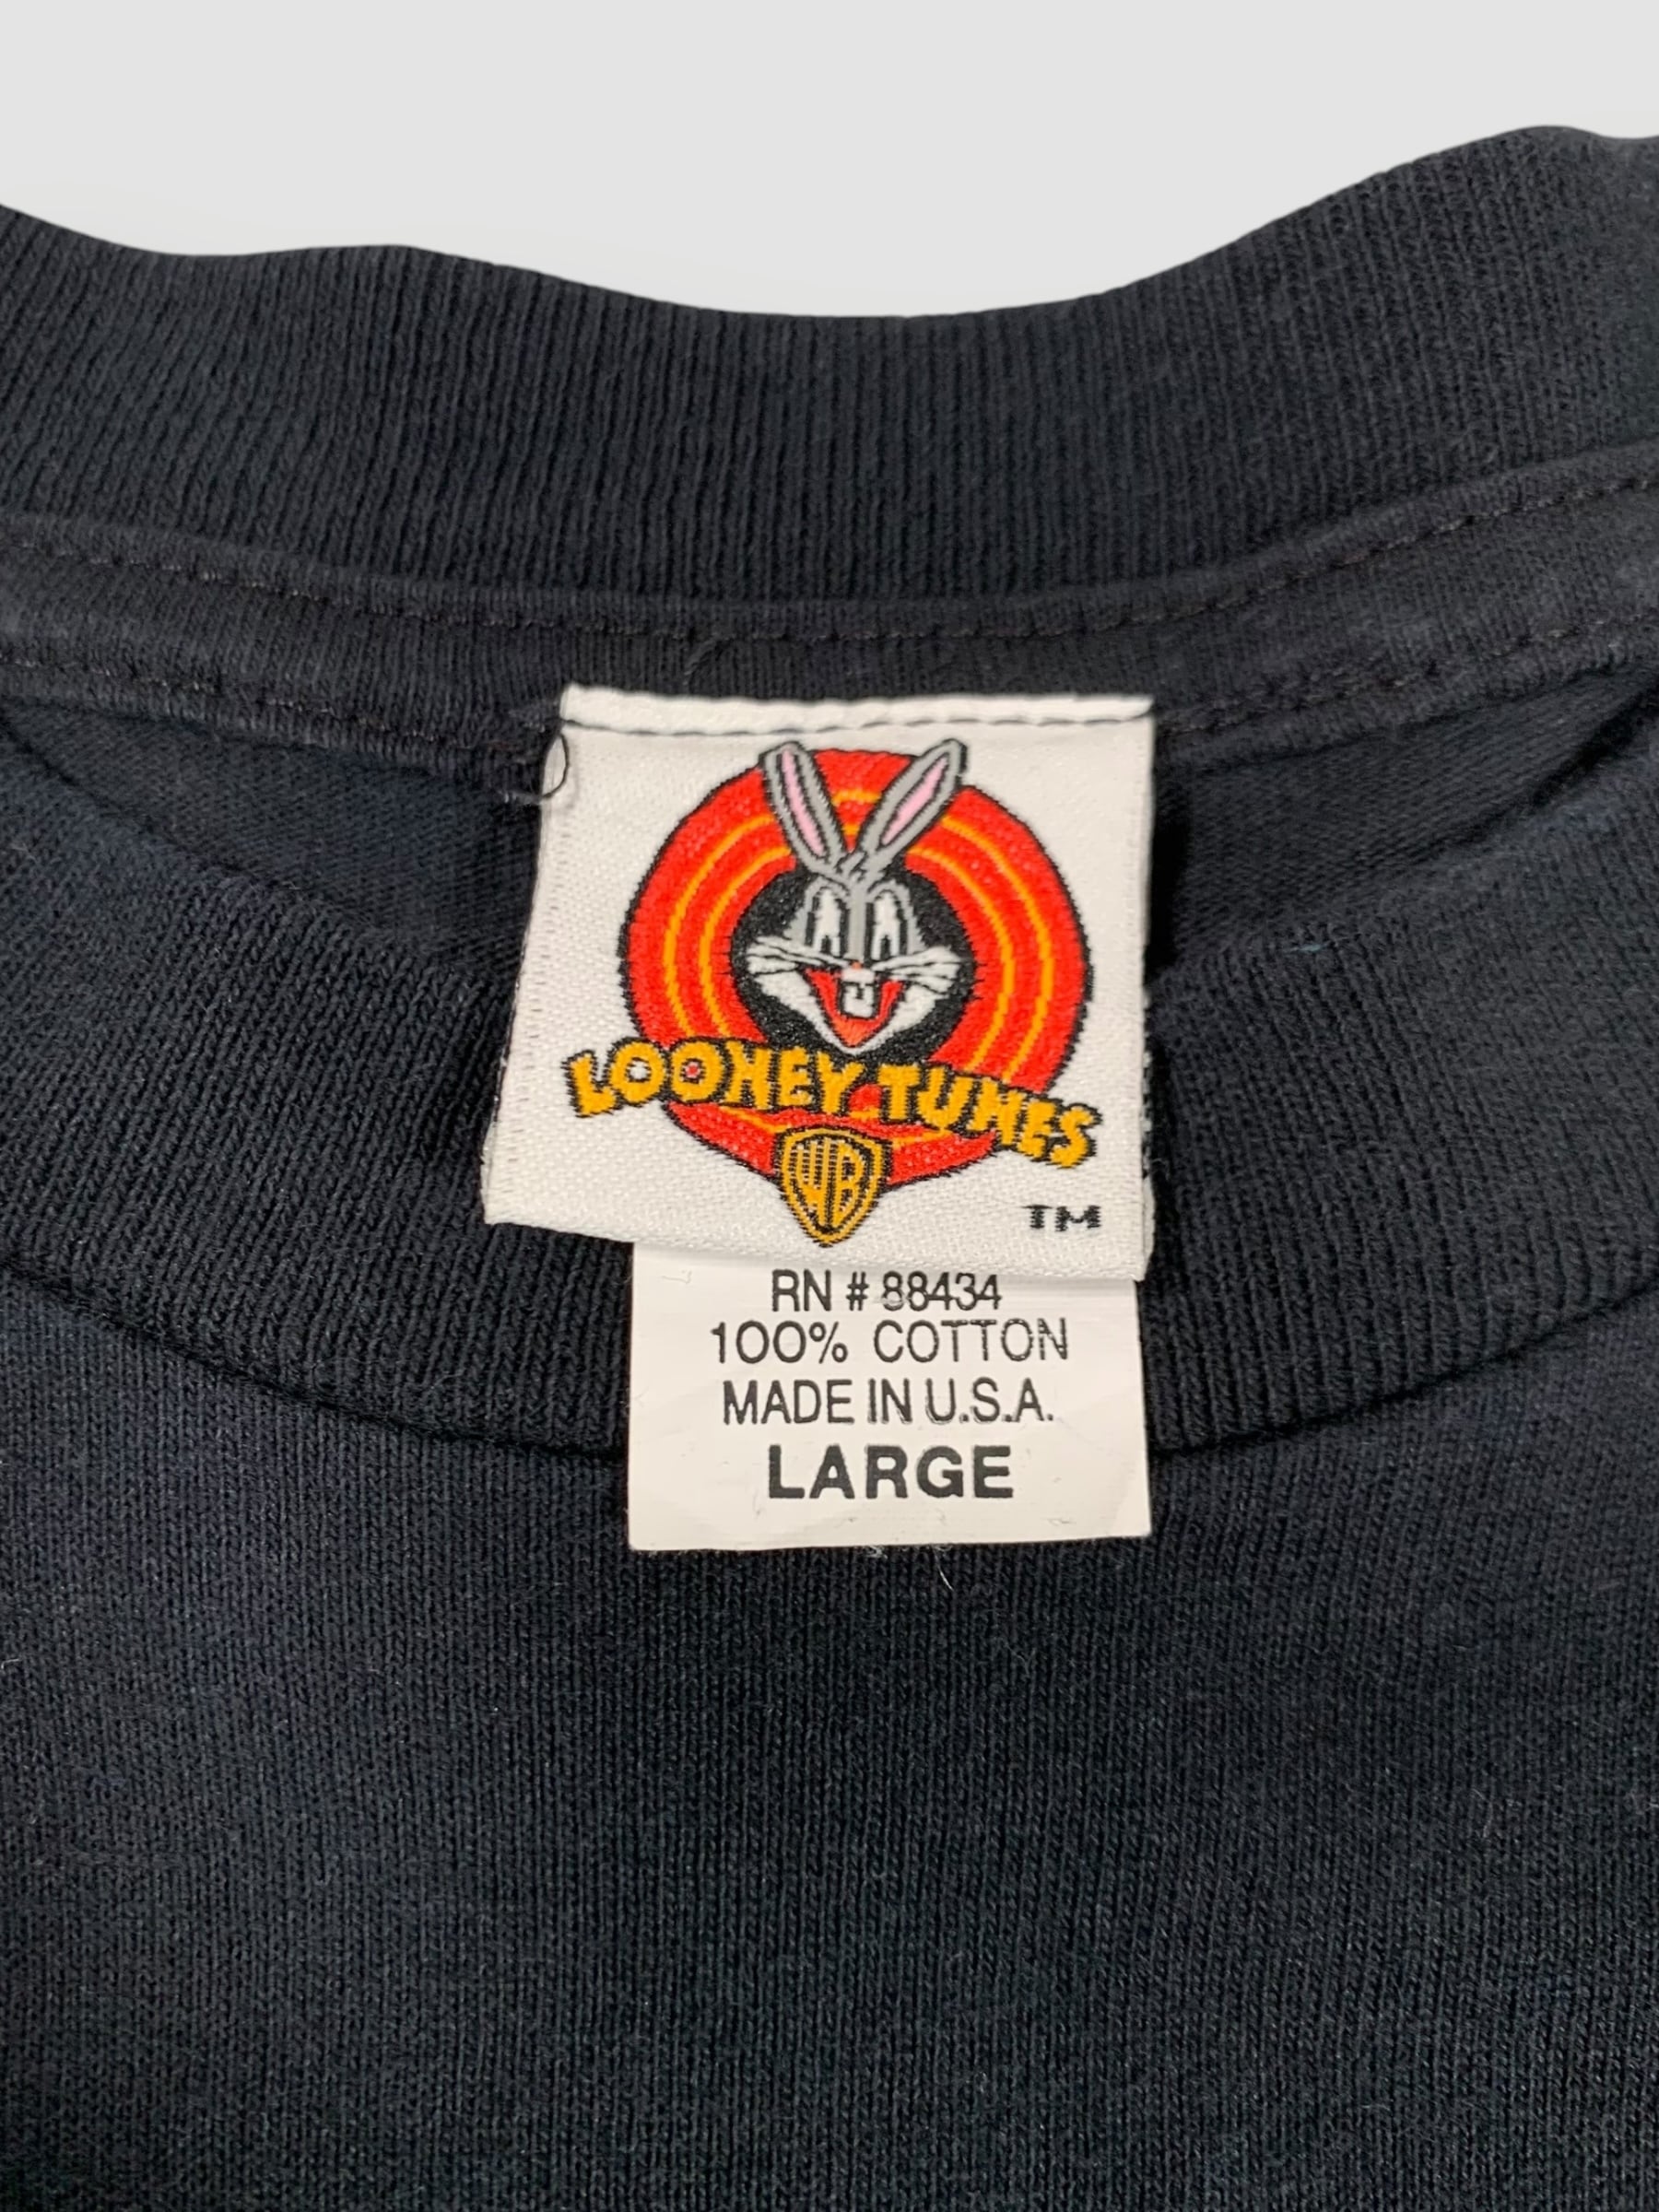 LOONEY TUNES
WB
TM
RN # 88434
100% COTTON
MADE IN U.S.A.
LARGE